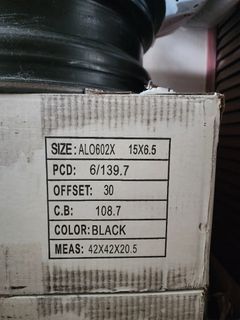 SIZE: ALO602X 15X6.5
PCD: 6/139.7
OFFSET: 30
C.B: 108.7
COLOR: BLACK
MEAS: 42X42X20.5